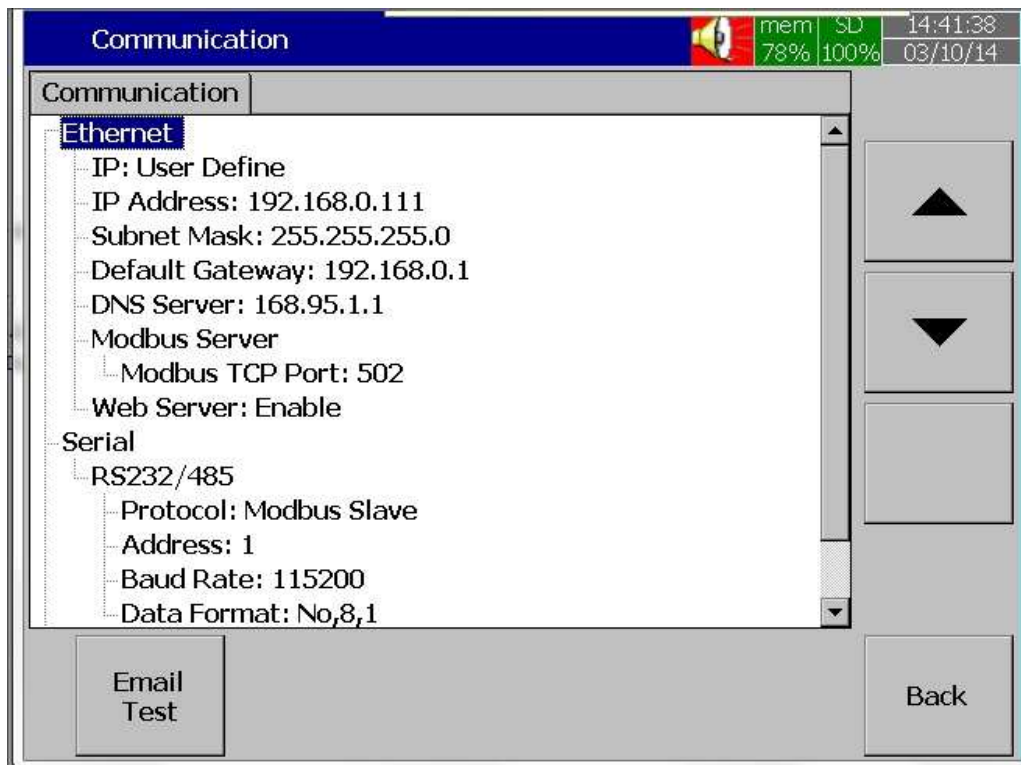 Communication
mem SD 14:41:38
78% 100% 03/10/14
Communication
Ethernet
IP: User Define
IP Address: 192.168.0.111
Subnet Mask: 255.255.255.0
Default Gateway: 192.168.0.1
DNS Server: 168.95.1.1
Modbus Server
Modbus TCP Port: 502
Web Server: Enable
Serial
RS232/485
Protocol: Modbus Slave
Address: 1
Baud Rate: 115200
Data Format: No,8,1
Email
Test
Back